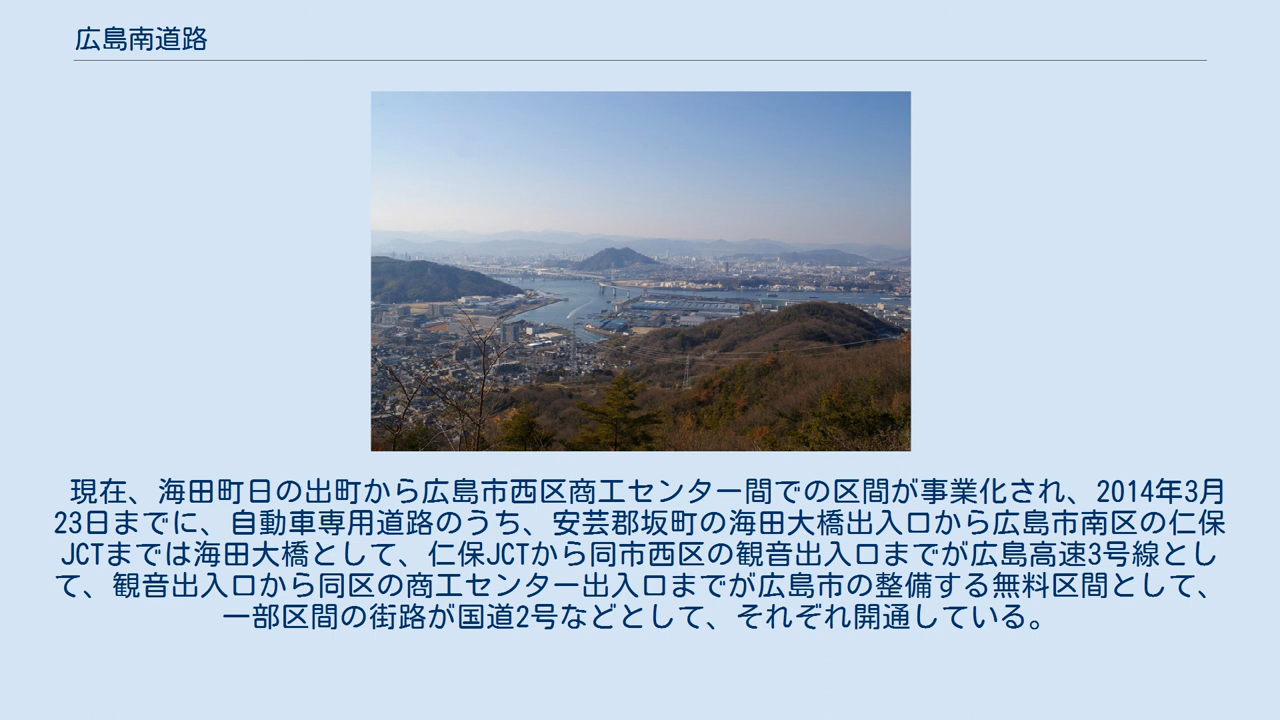 広島南道路
現在、海田町日の出町から広島市西区商工センター間での区間が事業化され、2014年3月
23日までに、自動車専用道路のうち、安芸郡坂町の海田大橋出入口から広島市南区の仁保
JCTまでは海田大橋として、仁保JCTから同市西区の観音出入口までが広島高速3号線とし
て、観音出入口から同区の商工センター出入口までが広島市の整備する無料区間として、
一部区間の街路が国道2号などとして、それぞれ開通している。